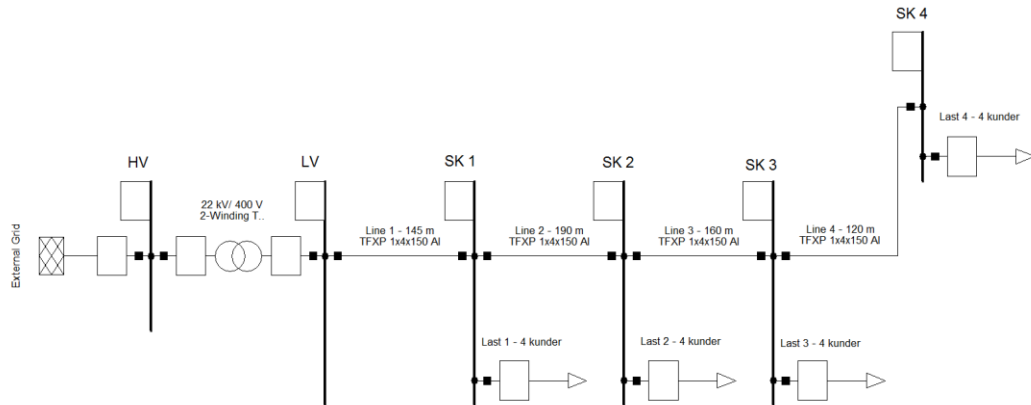 SK 4
Last 4 - 4 kunder
HV
LV
SK 1
SK 2
SK 3
22 kV/ 400 V
2-Winding T..
Line 1 - 145 m
TFXP 1x4x150 Al
Line 2 - 190 m
TFXP 1x4x150 Al
Line 3 - 160 m
TFXP 1x4x150 Al
Line 4 - 120 m
TFXP 1x4x150 Al
External Grid
Last 1 - 4 kunder
Last 2 - 4 kunder
Last 3 - 4 kunder